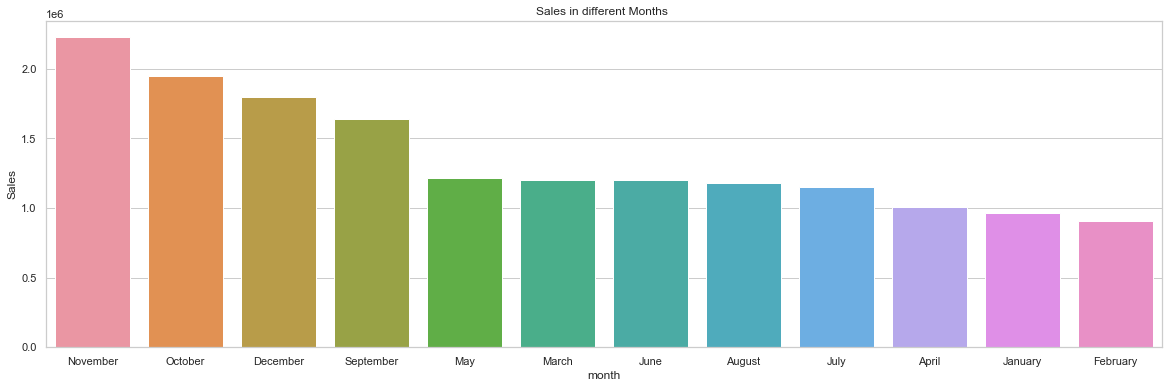 Sales in different Months
1e6
2.0
1.5
1.0
0.5
0.0
Sales
November October December September May March June August July April January February
month